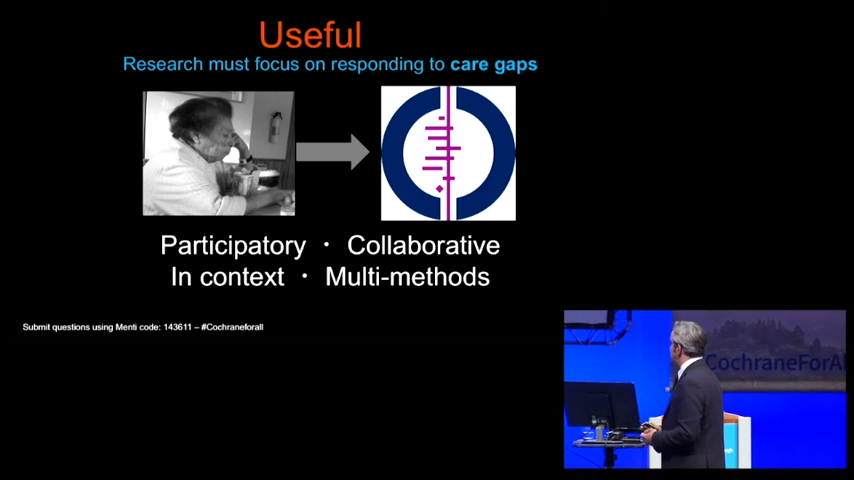 Useful
Research must focus on responding to care gaps
Participatory · Collaborative
In context · Multi-methods
Submit questions using Menti code: 143611 – #Cochraneforall
CochraneForAl